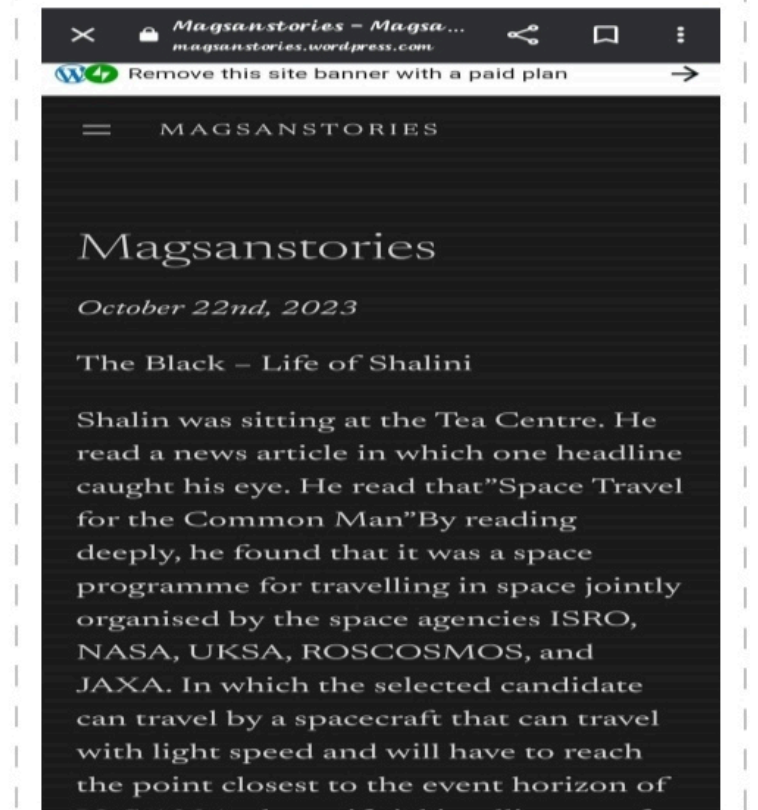 Magsanstories – Magsa...
magsanstories.wordpress.com
Remove this site banner with a paid plan
MAGSANSTORIES
Magsanstories
October 22nd, 2023
The Black – Life of Shalini
Shalin was sitting at the Tea Centre. He
read a news article in which one headline
caught his eye. He read that”Space Travel
for the Common Man”By reading
deeply, he found that it was a space
programme for travelling in space jointly
organised by the space agencies ISRO,
NASA, UKSA, ROSCOSMOS, and
JAXA. In which the selected candidate
can travel by a spacecraft that can travel
with light speed and will have to reach
the point closest to the event horizon of